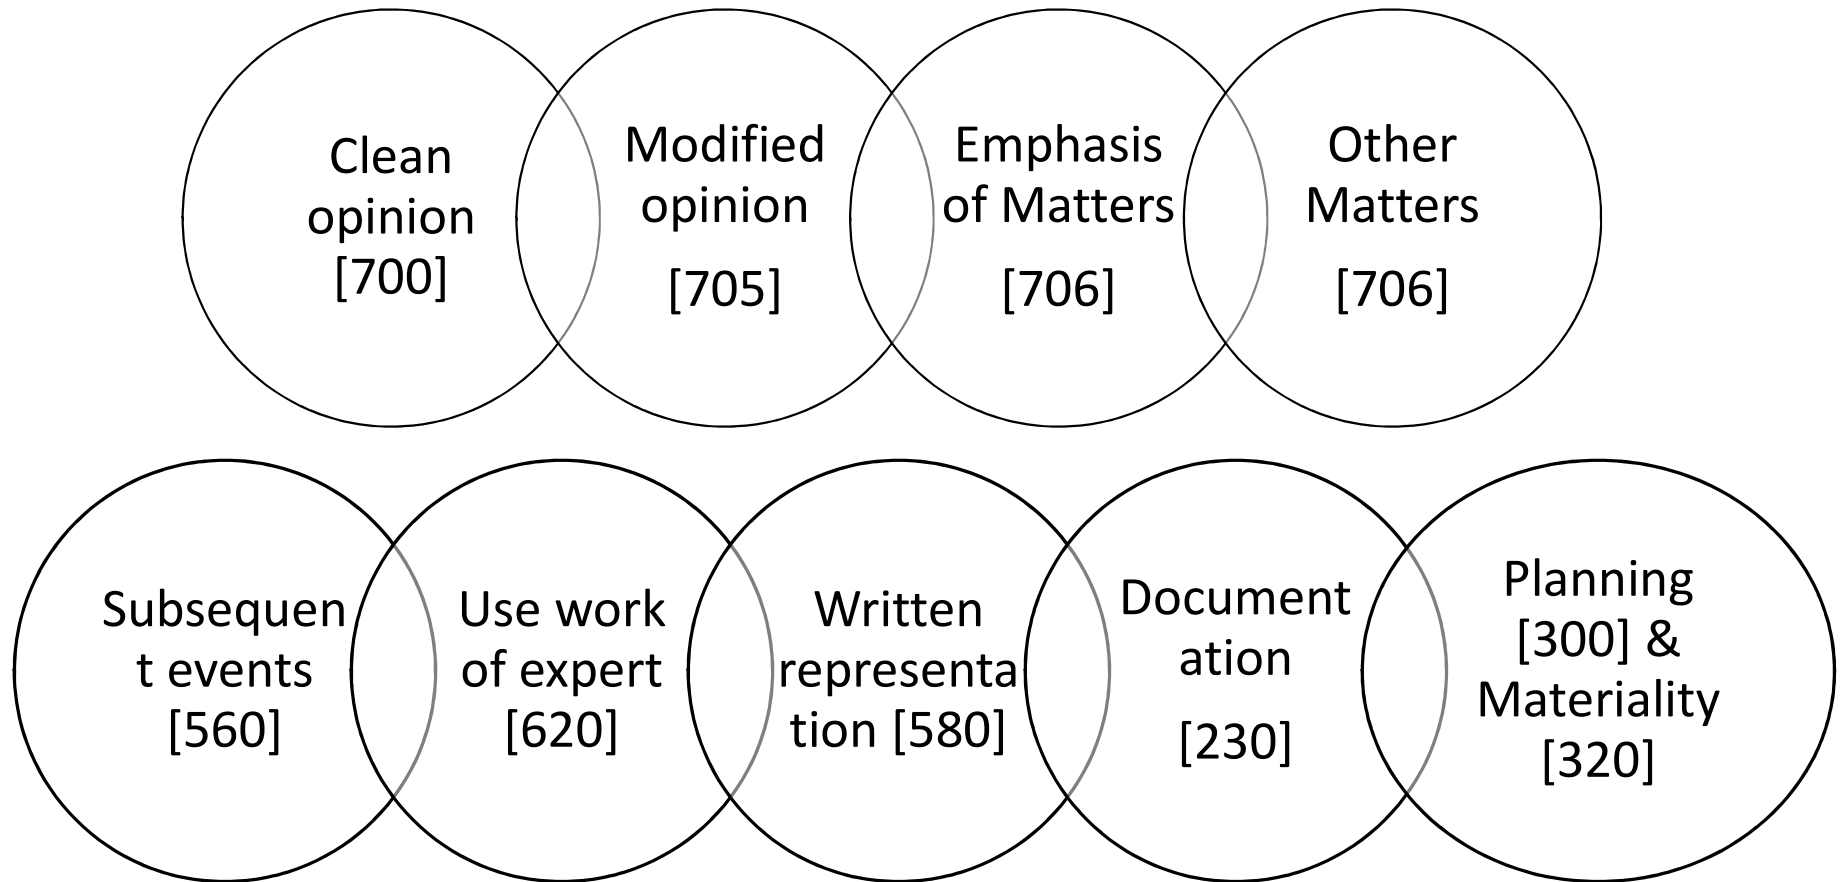 Clean
opinion
[700]
Modified
opinion
[705]
Emphasis
of Matters
[706]
Other
Matters
[706]
Subsequen
t events
[560]
Use work
of expert
[620]
Written
representa
tion [580]
Document
ation
[230]
Planning
[300] &
Materiality
[320]